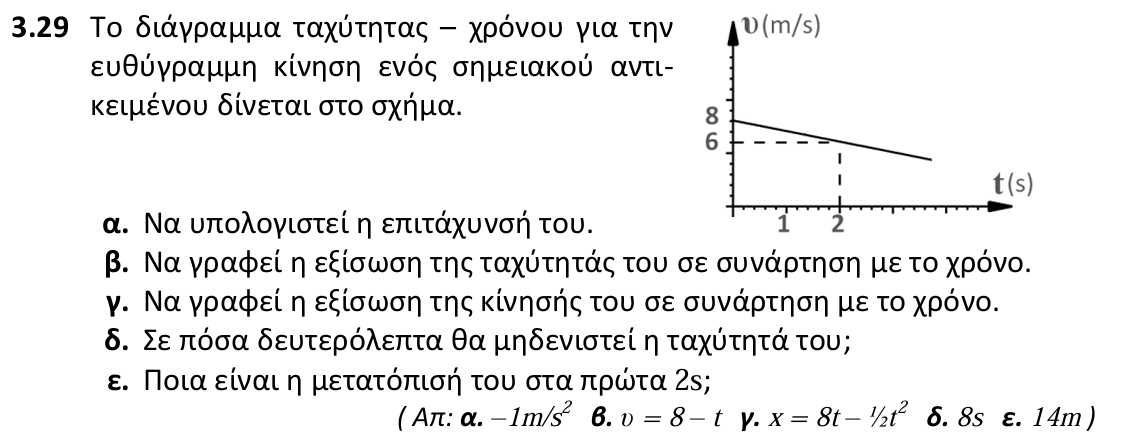 3.29 Το διάγραμμα ταχύτητας – χρόνου για την
ευθύγραμμη κίνηση ενός σημειακού αντι-
κειμένου δίνεται στο σχήμα.
υ(m/s)
8
6
t(s)
1 2
α. Να υπολογιστεί η επιτάχυνσή του.
β. Να γραφεί η εξίσωση της ταχύτητάς του σε συνάρτηση με το χρόνο.
γ. Να γραφεί η εξίσωση της κίνησής του σε συνάρτηση με το χρόνο.
δ. Σε πόσα δευτερόλεπτα θα μηδενιστεί η ταχύτητά του;
ε. Ποια είναι η μετατόπισή του στα πρώτα 2s;
( Απ: α. –1m/s² β. υ = 8 – t γ. x = 8t – ½t² δ. 8s ε. 14m )